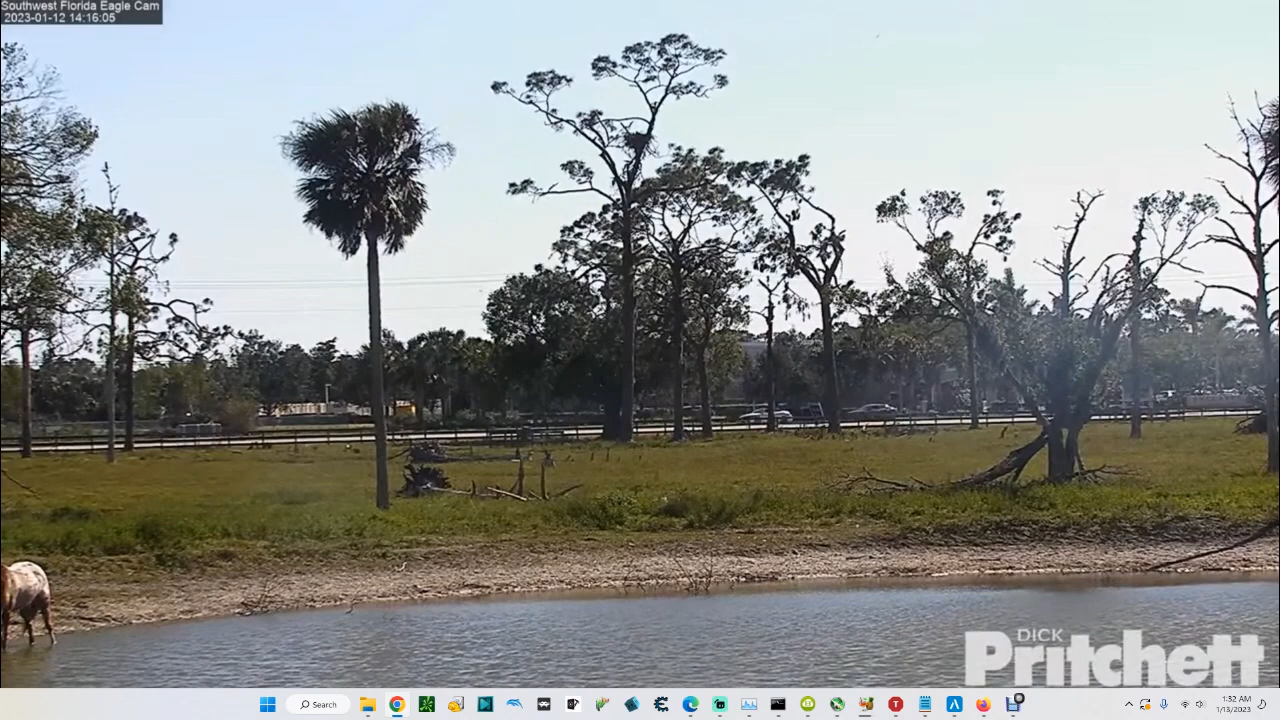 Southwest Florida Eagle Cam
2023-01-12 14:16:05
DICK
Pritchett
Search
1:32 AM
1/13/2023